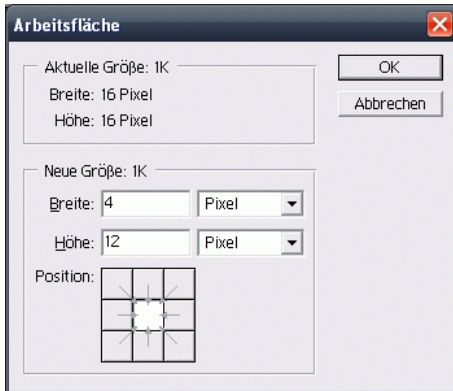 Arbeitsfläche
Aktuelle Größe: 1K
Breite: 16 Pixel
Höhe: 16 Pixel
OK
Abbrechen
Neue Größe: 1K
Breite: 4 Pixel
Höhe: 12 Pixel
Position: